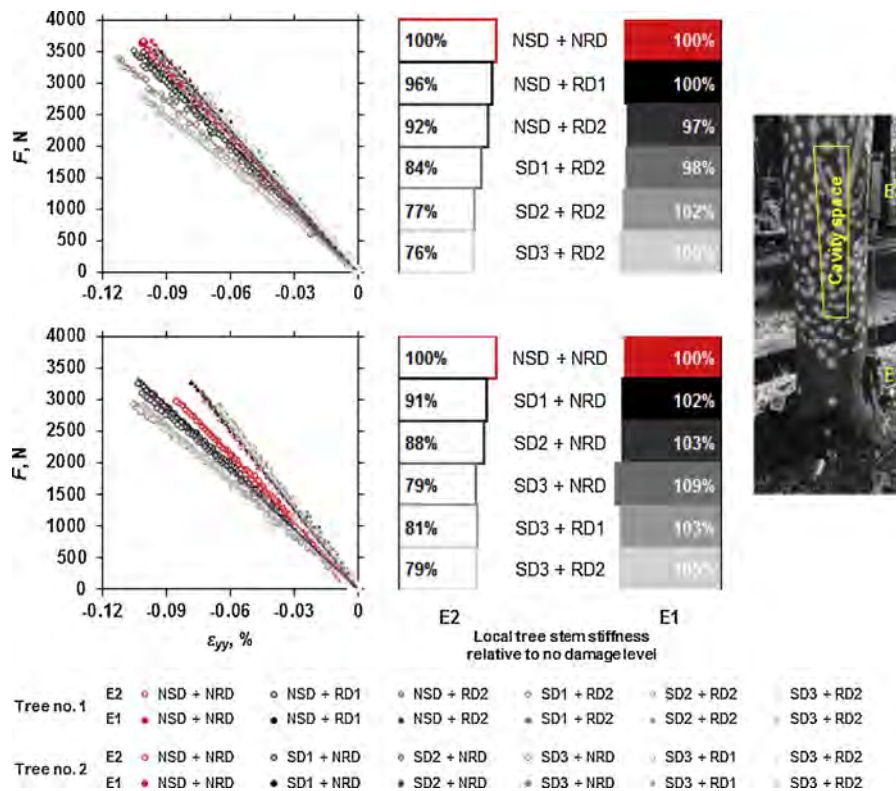 4000
3500
3000
2500
2000
1500
1000
500
0
F, N
-0.12 -0.09 -0.06 -0.03 0
100% NSD + NRD 100%
96% NSD + RD1 100%
92% NSD + RD2 97%
84% SD1 + RD2 98%
77% SD2 + RD2 102%
76% SD3 + RD2 100%
Cavity space
E
E
4000
3500
3000
2500
2000
1500
1000
500
0
F, N
-0.12 -0.09 -0.06 -0.03 0
εyy, %
100% NSD + NRD 100%
91% SD1 + NRD 102%
88% SD2 + NRD 103%
79% SD3 + NRD 109%
81% SD3 + RD1 103%
79% SD3 + RD2 105%
E2 E1
Local tree stem stiffness
relative to no damage level
Tree no. 1
E2 NSD + NRD NSD + RD1 NSD + RD2 SD1 + RD2 SD2 + RD2 SD3 + RD2
E1 NSD + NRD NSD + RD1 NSD + RD2 SD1 + RD2 SD2 + RD2 SD3 + RD2
Tree no. 2
E2 NSD + NRD SD1 + NRD SD2 + NRD SD3 + NRD SD3 + RD1 SD3 + RD2
E1 NSD + NRD SD1 + NRD SD2 + NRD SD3 + NRD SD3 + RD1 SD3 + RD2